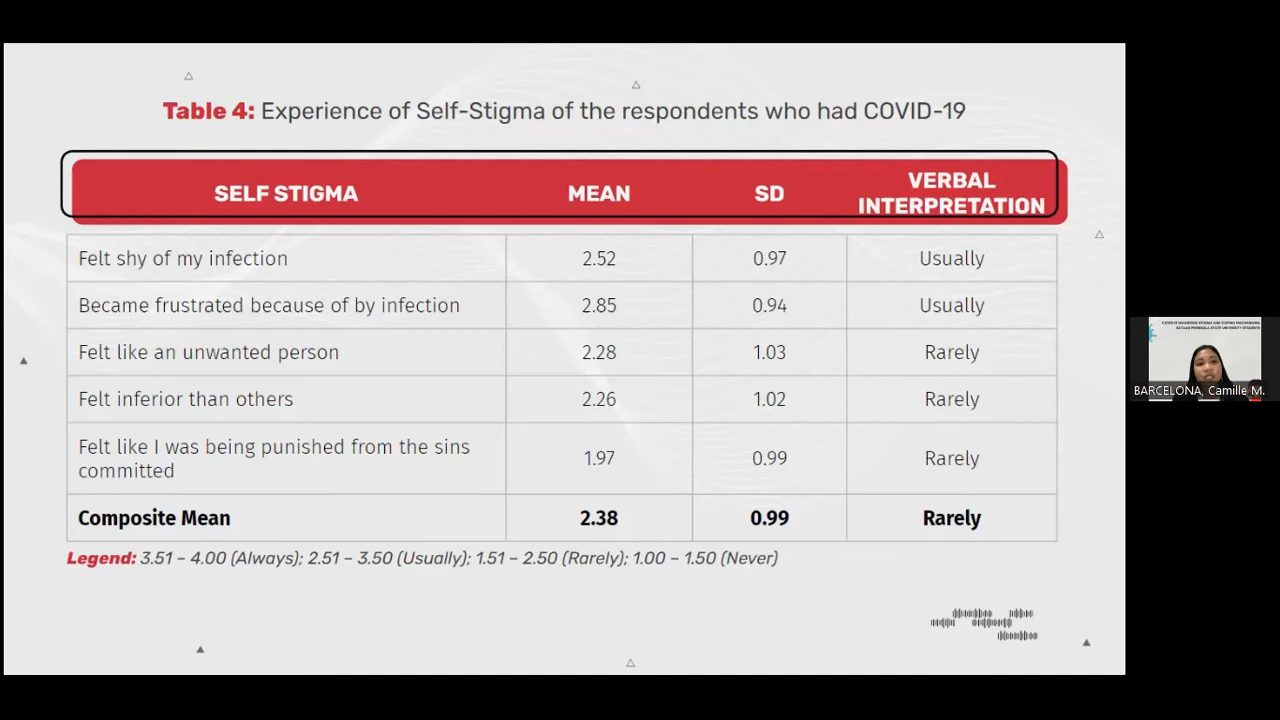 Table 4: Experience of Self-Stigma of the respondents who had COVID-19
SELF STIGMA MEAN SD VERBAL INTERPRETATION
Felt shy of my infection 2.52 0.97 Usually
Became frustrated because of by infection 2.85 0.94 Usually
Felt like an unwanted person 2.28 1.03 Rarely
Felt inferior than others 2.26 1.02 Rarely
Felt like I was being punished from the sins
committed 1.97 0.99 Rarely
Composite Mean 2.38 0.99 Rarely
Legend: 3.51 – 4.00 (Always); 2.51 – 3.50 (Usually); 1.51 – 2.50 (Rarely); 1.00 – 1.50 (Never)
BARCELONA, Camille M.